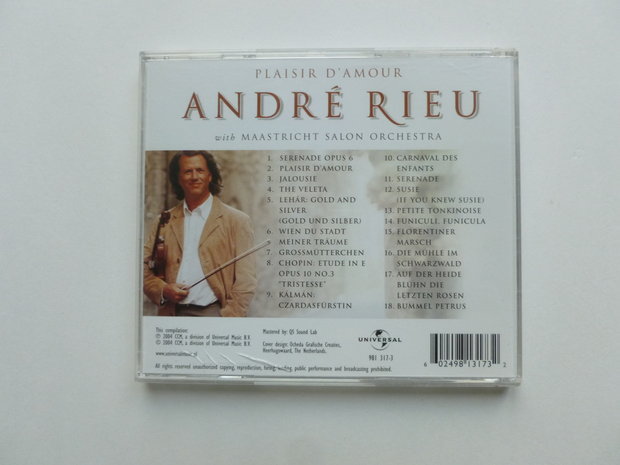 PLAISIR D'AMOUR
ANDRÉ RIEU
with MAASTRICHT SALON ORCHESTRA
1. SERENADE OPUS 6
2. PLAISIR D'AMOUR
3. JALOUSIE
4. THE VELETA
5. LEHÁR: GOLD AND
SILVER
(GOLD UND SILBER)
6. WIEN DU STADT
MEINER TRÄUME
7. GROSSMÜTTERCHEN
8. CHOPIN: ETUDE IN E
OPUS 10 NO.3
"TRISTESSE"
9. KALMÁN:
CZARDASFÜRSTIN
10. CARNAVAL DES
ENFANTS
11. SERENADE
12. SUSIE
(IF YOU KNEW SUSIE)
13. PETITE TONKINOISE
14. FUNICULI, FUNICULA
15. FLORENTINER
MARSCH
16. DIE MÜHLE IM
SCHWARZWALD
17. AUF DER HEIDE
BLUHN DIE
LETZTEN ROSEN
18. BUMMEL PETRUS
This compilation:
℗ 2004 CCM, a division of Universal Music B.V.
© 2004 CCM, a division of Universal Music B.V.
www.universalmusic.nl
Mastered by: QS Sound Lab
Cover design: Ocheda Grafische Creaties,
Heerhugowaard, The Netherlands.
UNIVERSAL
981 317-3
6 02498 13173 2
All rights reserved unauthorized copying, reproduction, hiring, lending, public performance and broadcasting prohibited.